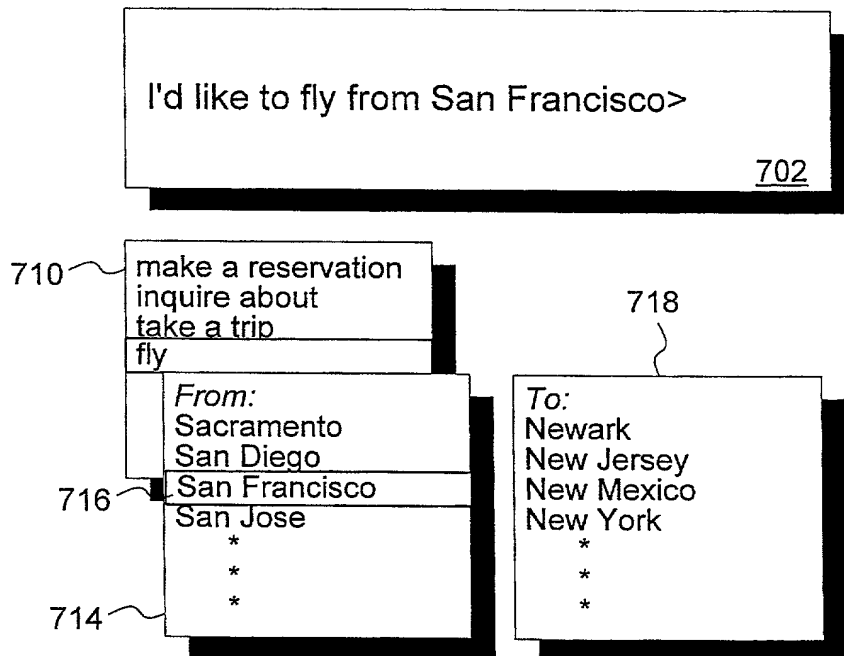 I'd like to fly from San Francisco>
702
710
make a reservation
inquire about
take a trip
fly
718
From:
Sacramento
San Diego
716
San Francisco
San Jose
*
*
*
714
To:
Newark
New Jersey
New Mexico
New York
*
*
*